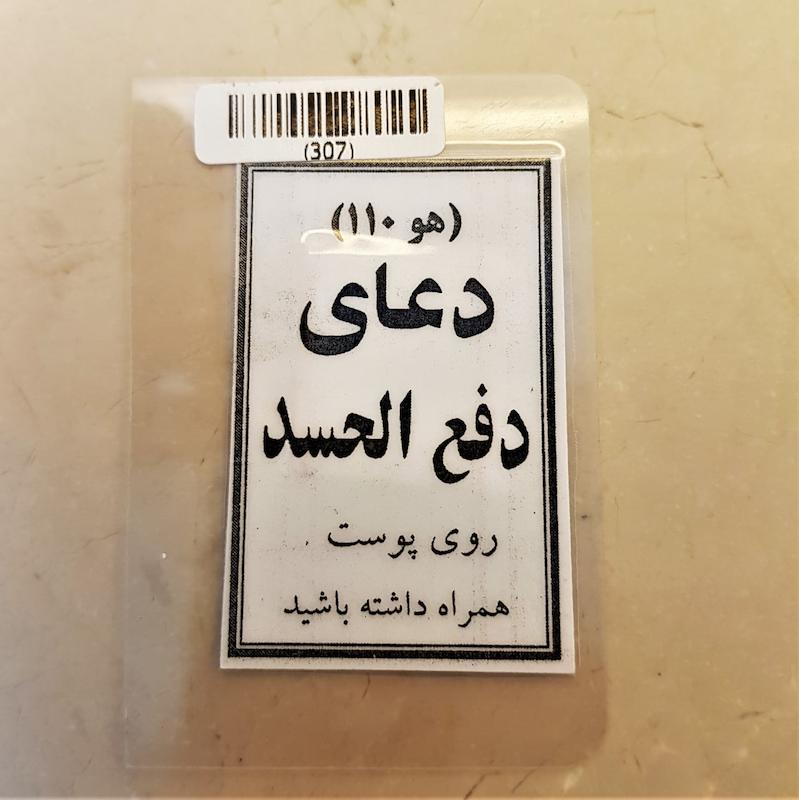 (307)
(هو ۱۱۰)
دعای
دفع الحسد
روی پوست
همراه داشته باشید